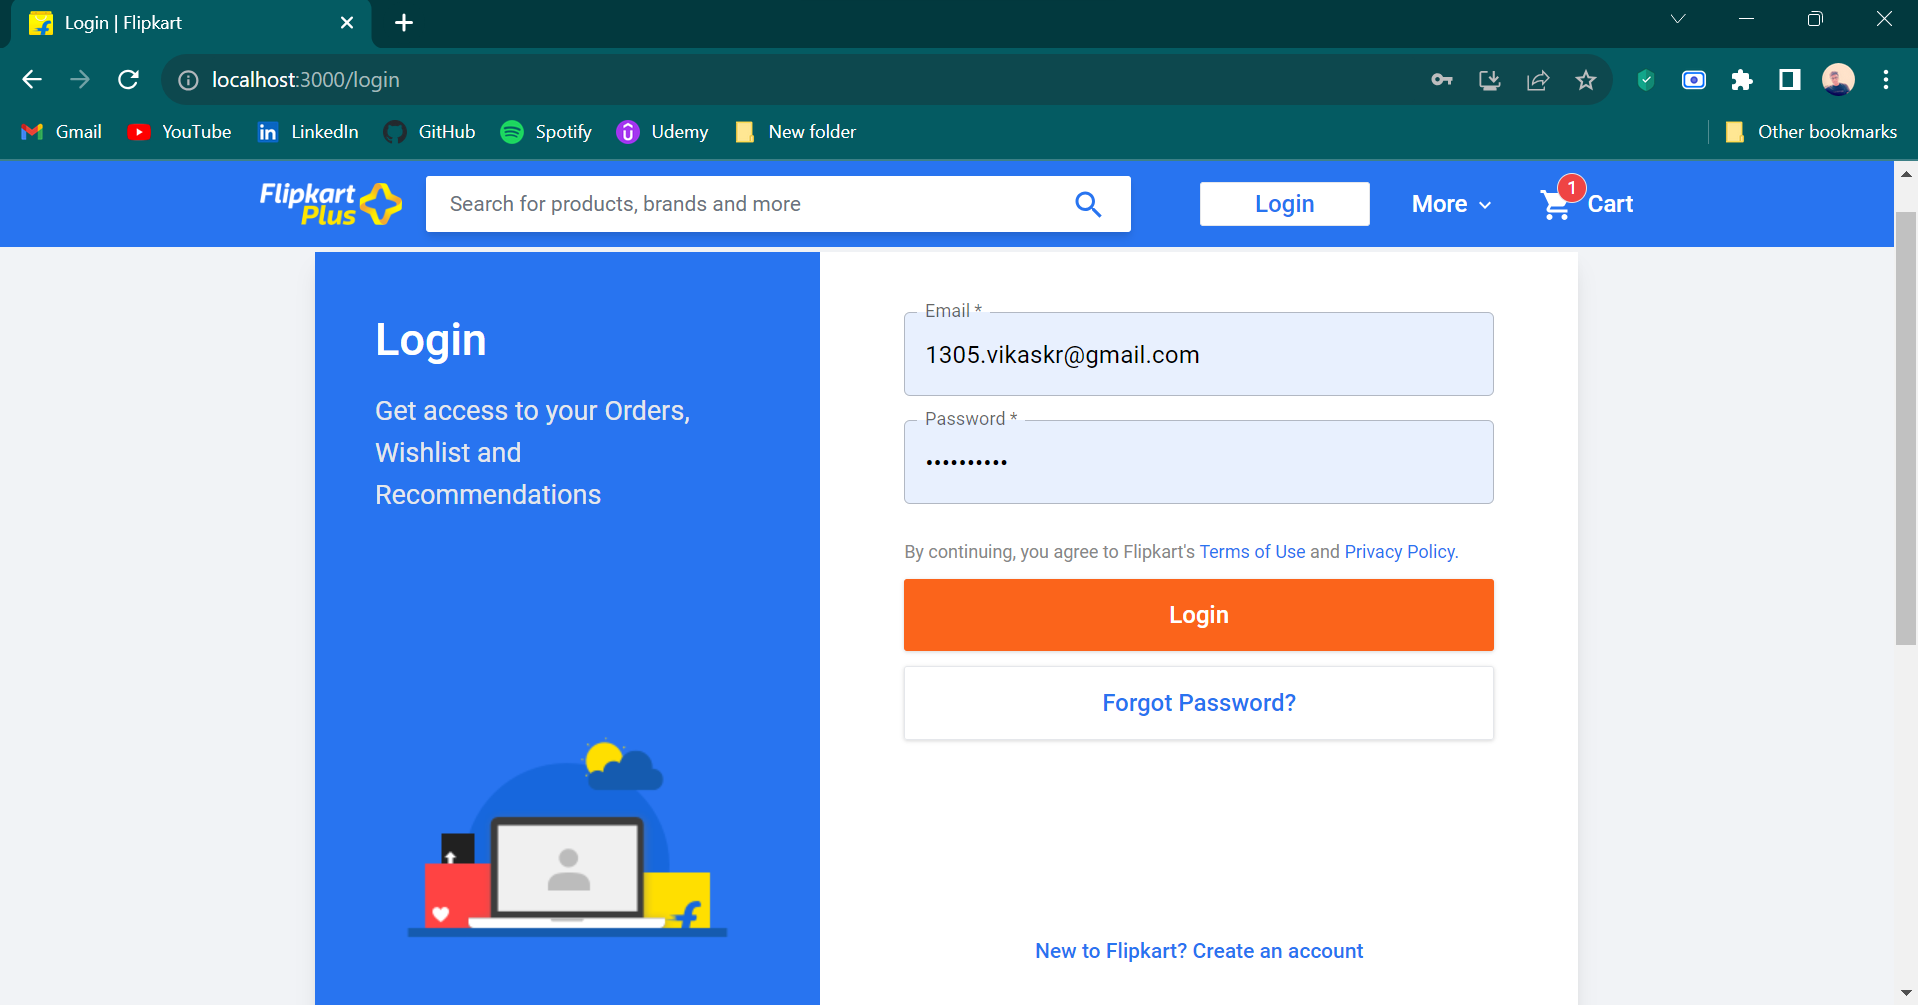 Login | Flipkart
localhost:3000/login
Gmail YouTube LinkedIn GitHub Spotify Udemy New folder Other bookmarks
Flipkart
Plus
Search for products, brands and more
Login
More
1
Cart
Login
Get access to your Orders,
Wishlist and
Recommendations
Email *
1305.vikaskr@gmail.com
Password *
••••••••••
By continuing, you agree to Flipkart's Terms of Use and Privacy Policy.
Login
Forgot Password?
New to Flipkart? Create an account